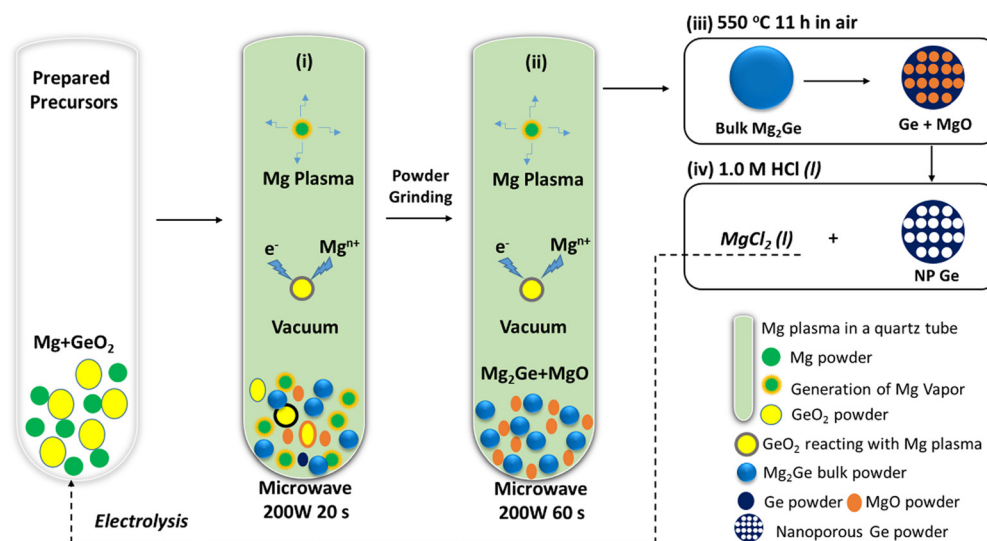 Prepared
Precursors
Mg+GeO₂
Electrolysis
(i)
Mg Plasma
e⁻
Mgⁿ⁺
Vacuum
Microwave
200W 20 s
Powder
Grinding
(ii)
Mg Plasma
e⁻
Mgⁿ⁺
Vacuum
Mg₂Ge+MgO
Microwave
200W 60 s
(iii) 550 °C 11 h in air
Bulk Mg₂Ge
Ge + MgO
(iv) 1.0 M HCl (l)
MgCl₂ (l)
+
NP Ge
Mg plasma in a quartz tube
Mg powder
Generation of Mg Vapor
GeO₂ powder
GeO₂ reacting with Mg plasma
Mg₂Ge bulk powder
Ge powder
MgO powder
Nanoporous Ge powder